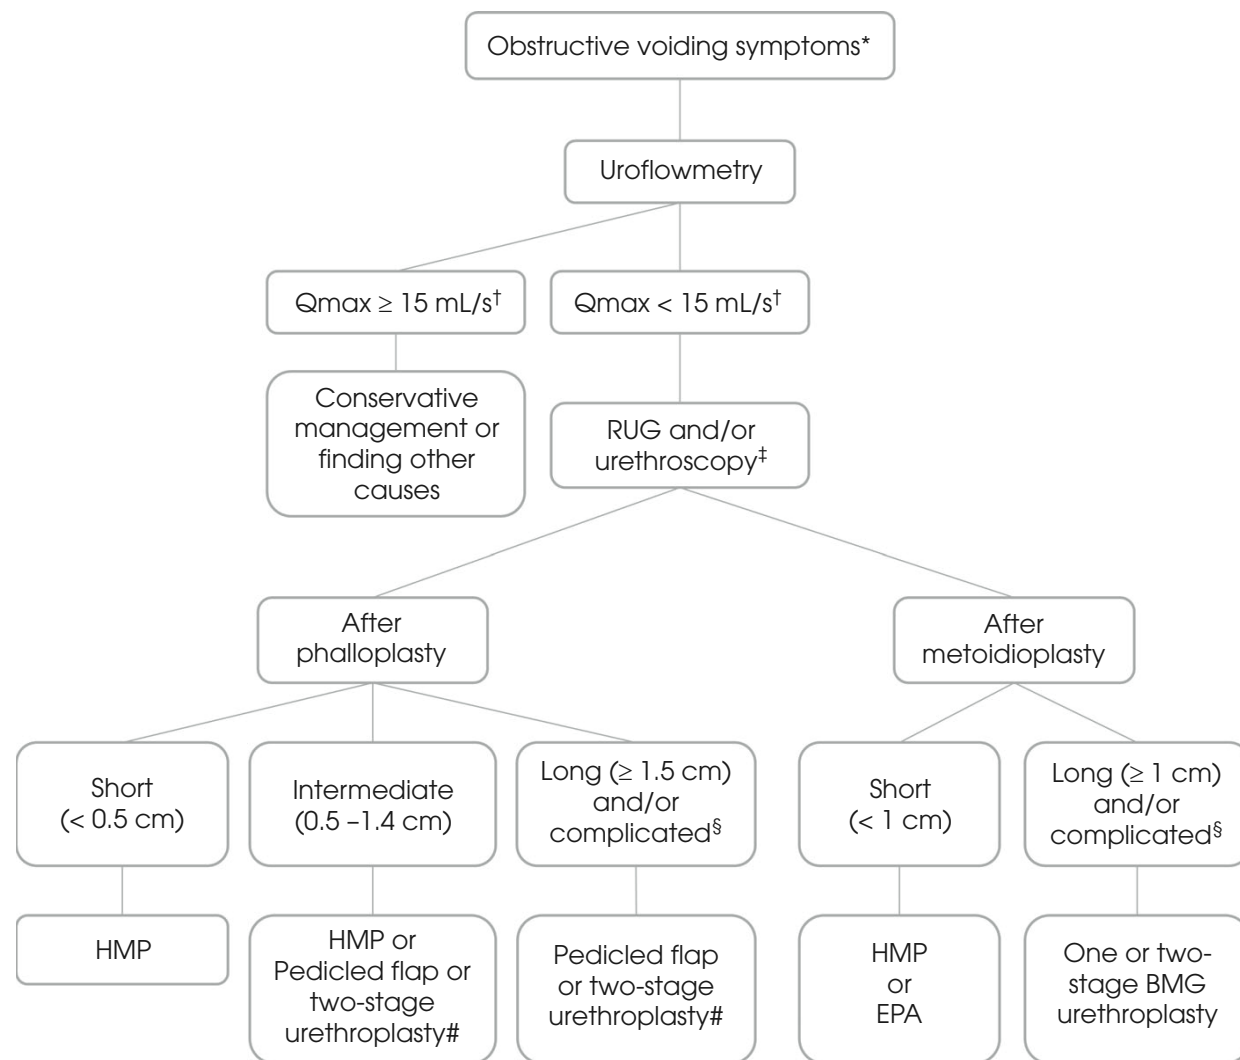 Obstructive voiding symptoms*
Uroflowmetry
Qmax ≥ 15 mL/s†
Qmax < 15 mL/s†
Conservative
management or
finding other
causes
RUG and/or
urethroscopy‡
After
phalloplasty
After
metoidioplasty
Short
(< 0.5 cm)
Intermediate
(0.5 –1.4 cm)
Long (≥ 1.5 cm)
and/or
complicated§
Short
(< 1 cm)
Long (≥ 1 cm)
and/or
complicated§
HMP
HMP or
Pedicled flap or
two-stage
urethroplasty#
Pedicled flap
or two-stage
urethroplasty#
HMP
or
EPA
One or two-
stage BMG
urethroplasty